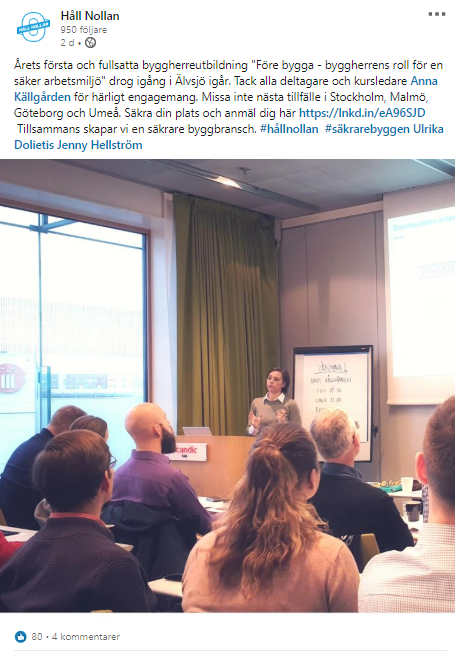 HÅLL NOLLAN
Håll Nollan
950 följare
2 d •
Årets första och fullsatta byggherreutbildning "Före bygga - byggherrens roll för en
säker arbetsmiljö" drog igång i Älvsjö igår. Tack alla deltagare och kursledare Anna
Källgården för härligt engagemang. Missa inte nästa tillfälle i Stockholm, Malmö,
Göteborg och Umeå. Säkra din plats och anmäl dig här https://lnkd.in/eA96SJD
Tillsammans skapar vi en säkrare byggbransch. #hållnollan #säkrarebyggen Ulrika
Dolietis Jenny Hellström
Scandic
80 • 4 kommentarer